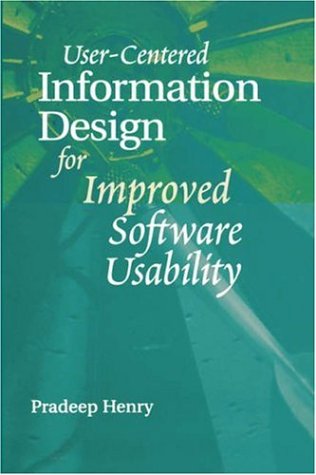 User-Centered
Information
Design
for Improved
Software
Usability
Pradeep Henry